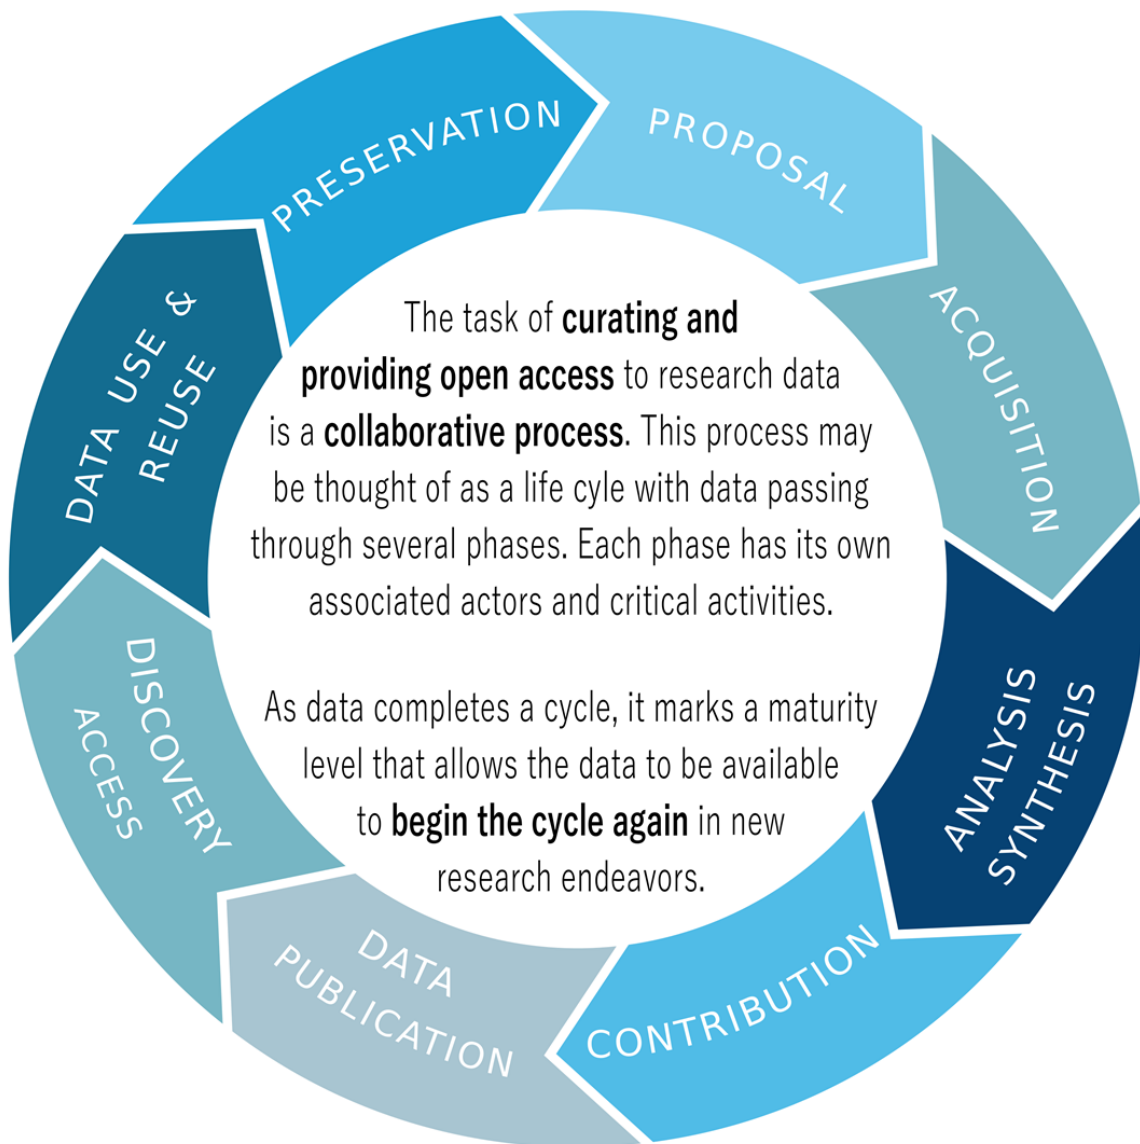 PRESERVATION
PROPOSAL
ACQUISITION
ANALYSIS
SYNTHESIS
CONTRIBUTION
DATA
PUBLICATION
DISCOVERY
ACCESS
DATA USE &
REUSE
The task of curating and
providing open access to research data
is a collaborative process. This process may
be thought of as a life cyle with data passing
through several phases. Each phase has its own
associated actors and critical activities.
As data completes a cycle, it marks a maturity
level that allows the data to be available
to begin the cycle again in new
research endeavors.